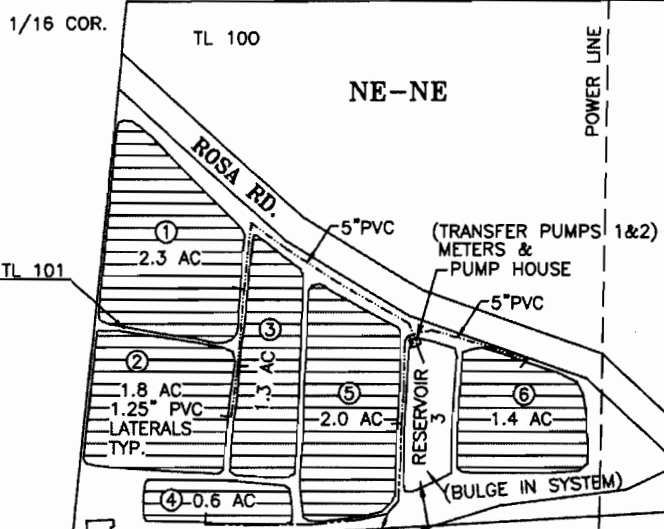 1/16 COR.
TL 100
NE-NE
POWER LINE
ROSA RD.
5"PVC
(TRANSFER PUMPS 1&2)
METERS &
PUMP HOUSE
5"PVC
①
2.3 AC
TL 101
②
1.8 AC
1.25" PVC
LATERALS
TYP.
③
1.3 AC
④ 0.6 AC
⑤
2.0 AC
RESERVOIR
3
⑥
1.4 AC
(BULGE IN SYSTEM)